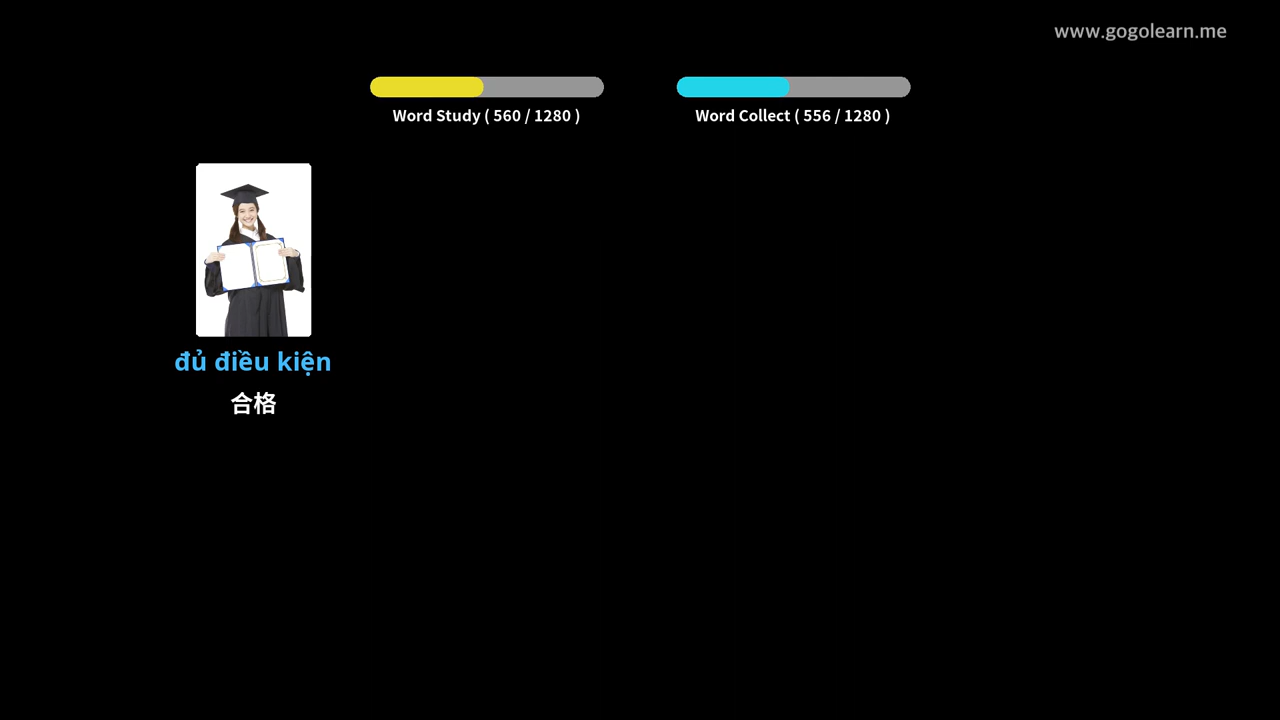 www.gogolearn.me
Word Study ( 560 / 1280 )
Word Collect ( 556 / 1280 )
đủ điều kiện
合格